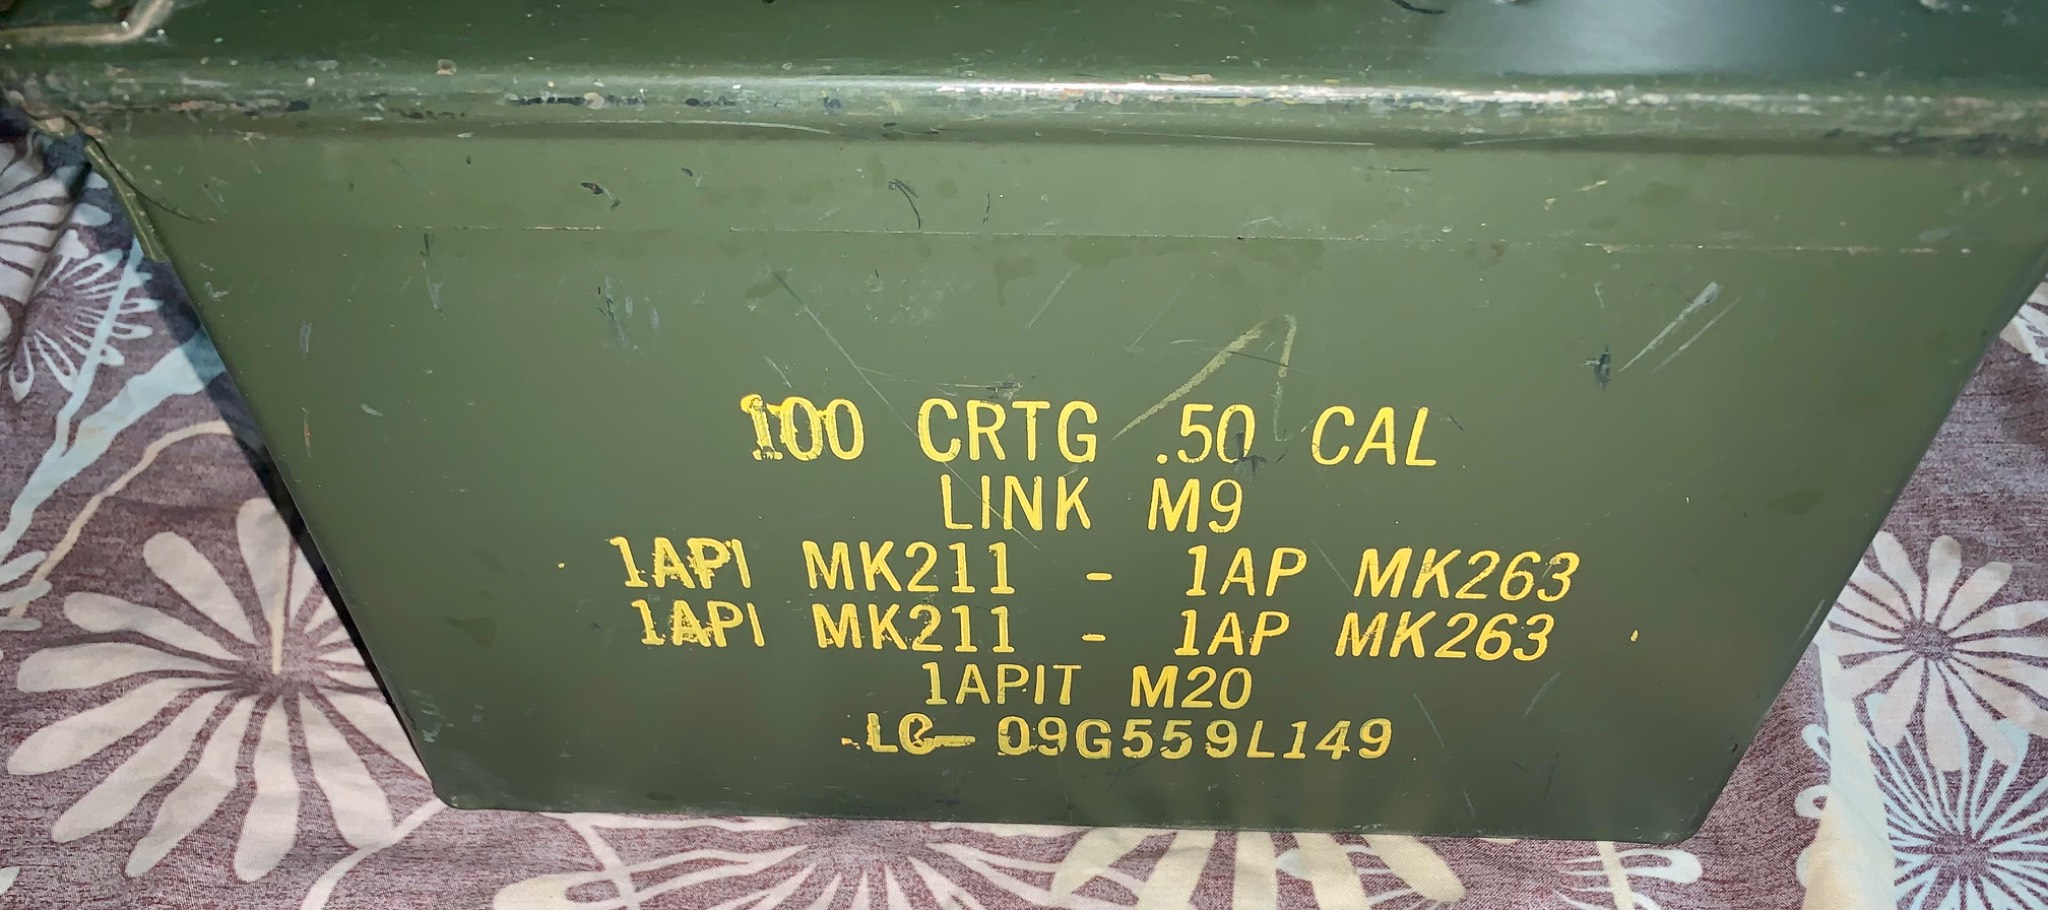 100 CRTG .50 CAL
LINK M9
1API MK211 - 1AP MK263
1API MK211 - 1AP MK263
1APIT M20
LC- 09G559L149